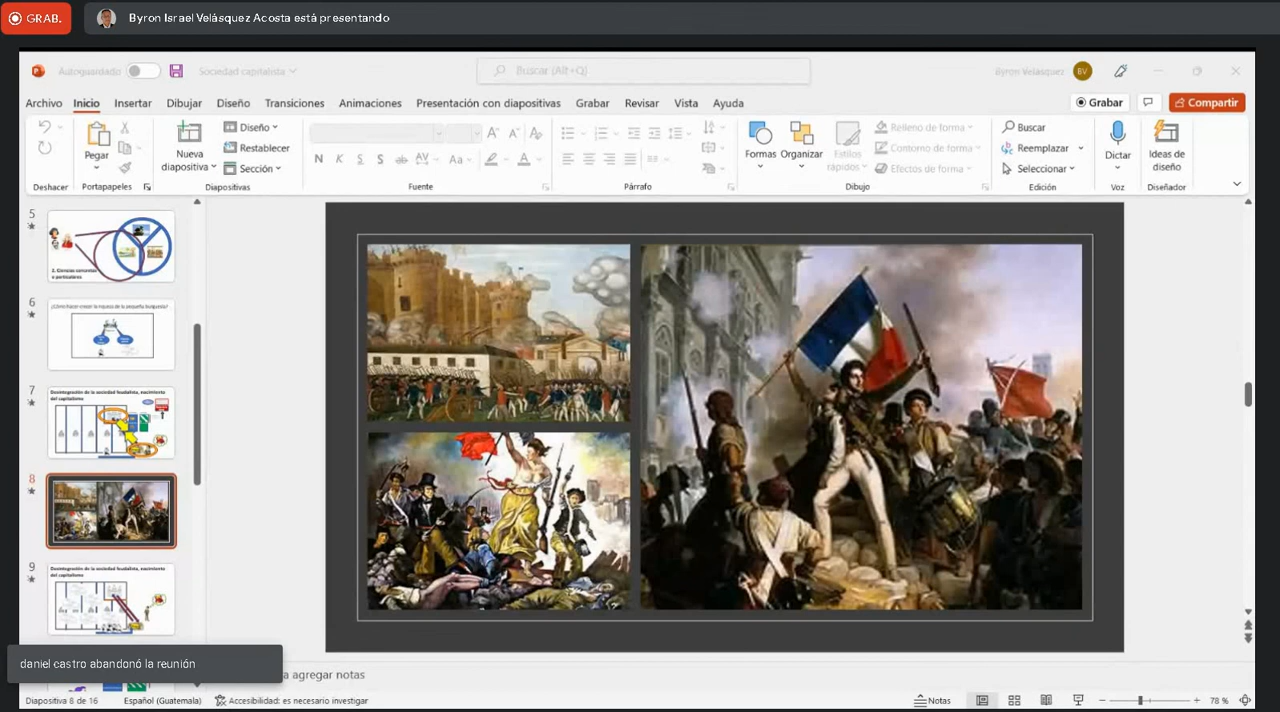 GRAB.
Byron Israel Velásquez Acosta está presentando
Autoguardado
Sociedad capitalista
Buscar (Alt+Q)
Byron Velasquez
BV
Archivo Inicio Insertar Dibujar Diseño Transiciones Animaciones Presentación con diapositivas Grabar Revisar Vista Ayuda
Grabar
Compartir
Pegar
Nueva
diapositiva
Diseño
Restablecer
Sección
N K S S ab AV Aa A
Formas
Organizar
Estilos
rápidos
Relleno de forma
Contorno de forma
Efectos de forma
Buscar
Reemplazar
Seleccionar
Dictar
Ideas de
diseño
Deshacer Portapapeles Diapositivas Fuente Párrafo Dibujo Edición Voz Diseñador
5
6
7
Desintegración de la sociedad feudalista, nacimiento
del capitalismo
8
9
Desintegración de la sociedad feudalista, nacimiento
del capitalismo
daniel castro abandonó la reunión
a agregar notas
Diapositiva 8 de 16
Español (Guatemala)
Accesibilidad: es necesario investigar
Notas
78 %